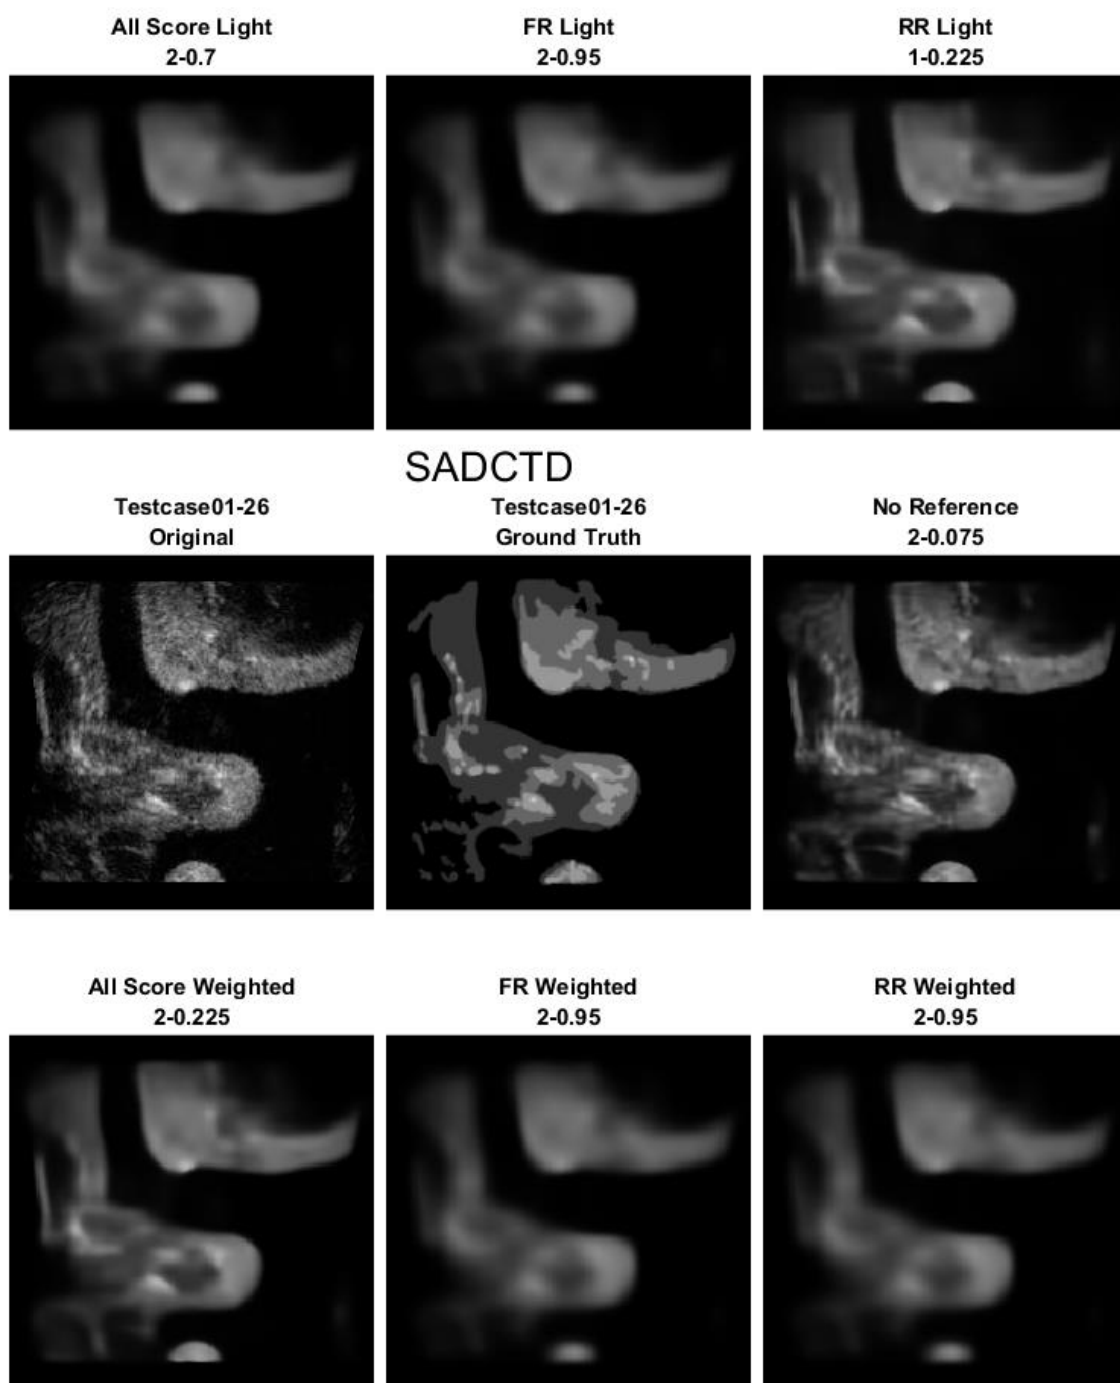 All Score Light
2-0.7
FR Light
2-0.95
RR Light
1-0.225
SADCTD
Testcase01-26
Original
Testcase01-26
Ground Truth
No Reference
2-0.075
All Score Weighted
2-0.225
FR Weighted
2-0.95
RR Weighted
2-0.95